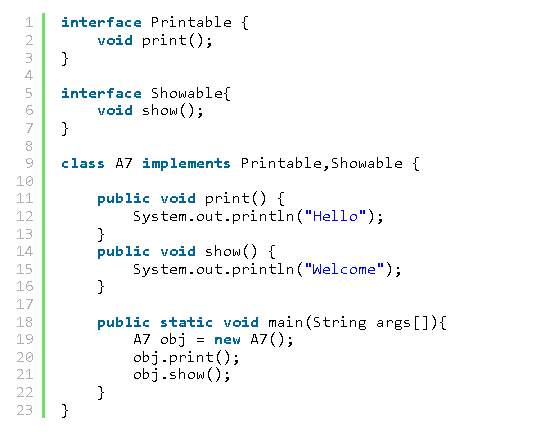 1 interface Printable {
2     void print();
3 }
4
5 interface Showable{
6     void show();
7 }
8
9 class A7 implements Printable,Showable {
10
11     public void print() {
12         System.out.println("Hello");
13     }
14     public void show() {
15         System.out.println("Welcome");
16     }
17
18     public static void main(String args[]){
19         A7 obj = new A7();
20         obj.print();
21         obj.show();
22     }
23 }